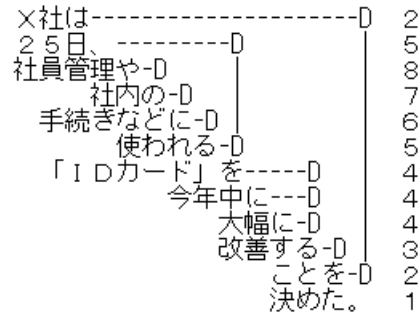 X社は--------------------D 2
25日、----------D 5
社員管理や-D 8
社内の-D 7
手続きなどに-D 6
使われる-D 5
「IDカード」を-----D 4
今年中に---D 4
大幅に-D 4
改善する-D 3
ことを-D 2
決めた。 1